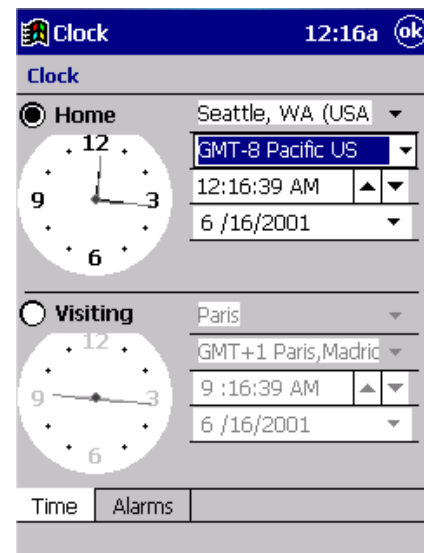 Clock 12:16a ok
Clock
Home Seattle, WA (USA
GMT-8 Pacific US
12:16:39 AM
6 /16/2001
12
9 3
6
Visiting Paris
GMT+1 Paris,Madric
9 :16:39 AM
6 /16/2001
12
9 3
6
Time Alarms